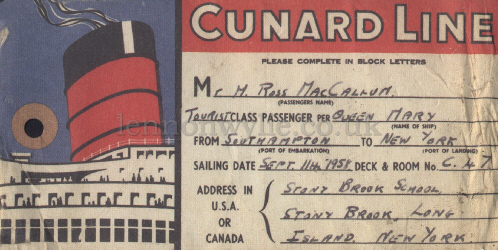 CUNARD LINE
PLEASE COMPLETE IN BLOCK LETTERS
Mr M. ROSS MACCALLUM.
(PASSENGERS NAME)
TOURIST CLASS PASSENGER PER QUEEN MARY
(NAME OF SHIP)
FROM SOUTHAMPTON TO NEW YORK
(PORT OF EMBARKATION) (PORT OF LANDING)
SAILING DATE SEPT 11th 1958 DECK & ROOM No. C. 47
ADDRESS IN STONY BROOK SCHOOL,
U.S.A.
OR STONY BROOK, LONG
CANADA ISLAND, NEW YORK.